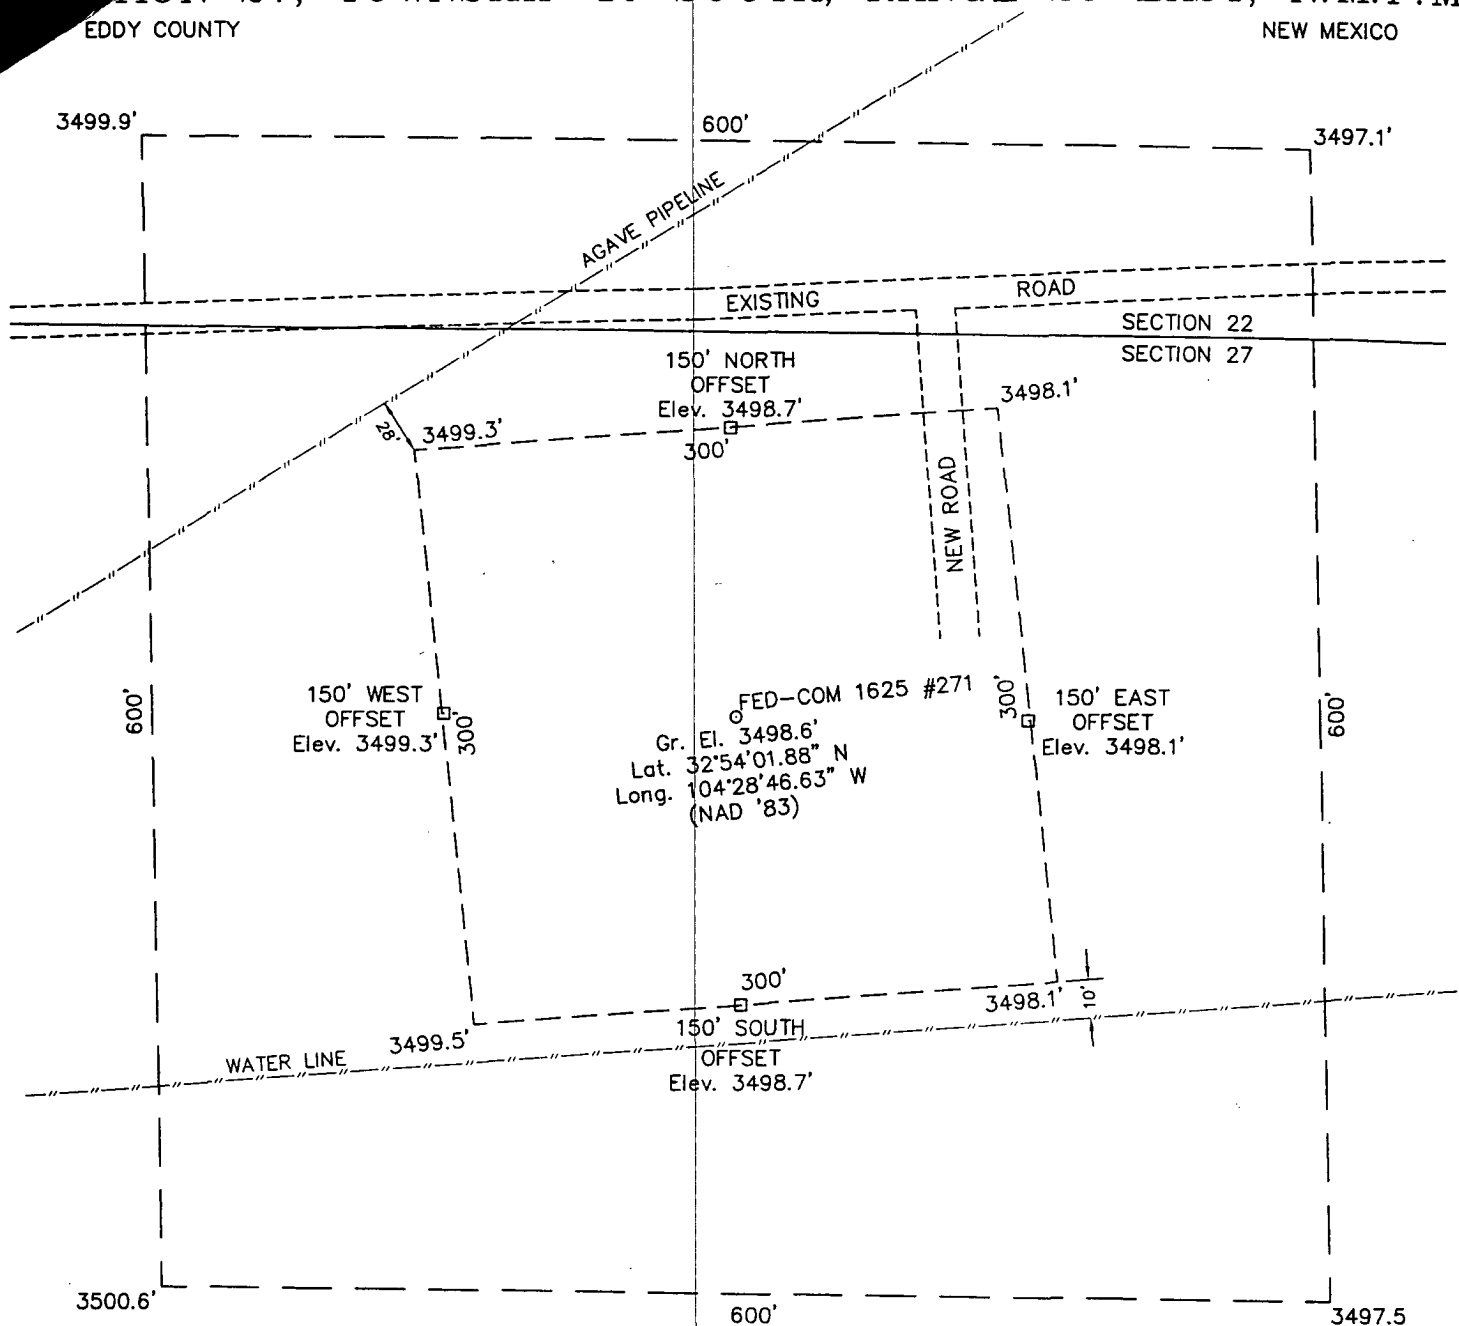 EDDY COUNTY
NEW MEXICO
3499.9'
600'
3497.1'
AGAVE PIPELINE
EXISTING
ROAD
SECTION 22
SECTION 27
150' NORTH
OFFSET
Elev. 3498.7'
3498.1'
28'
3499.3'
300'
NEW ROAD
600'
150' WEST
OFFSET
Elev. 3499.3'
300'
FED-COM 1625 #271
Gr. El. 3498.6'
Lat. 32°54'01.88" N
Long. 104°28'46.63" W
(NAD '83)
300'
150' EAST
OFFSET
Elev. 3498.1'
600'
300'
3498.1'
10'
3499.5'
150' SOUTH
OFFSET
Elev. 3498.7'
WATER LINE
3500.6'
600'
3497.5